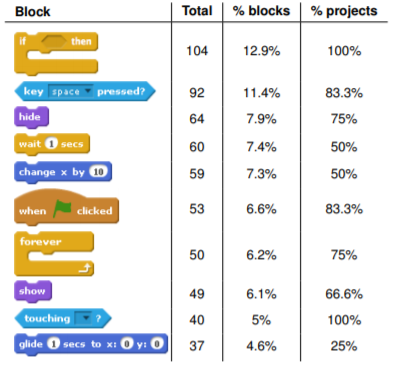 Block Total % blocks % projects
if then 104 12.9% 100%
key space pressed? 92 11.4% 83.3%
hide 64 7.9% 75%
wait 1 secs 60 7.4% 50%
change x by 10 59 7.3% 50%
when clicked 53 6.6% 83.3%
forever 50 6.2% 75%
show 49 6.1% 66.6%
touching ? 40 5% 100%
glide 1 secs to x: 0 y: 0 37 4.6% 25%